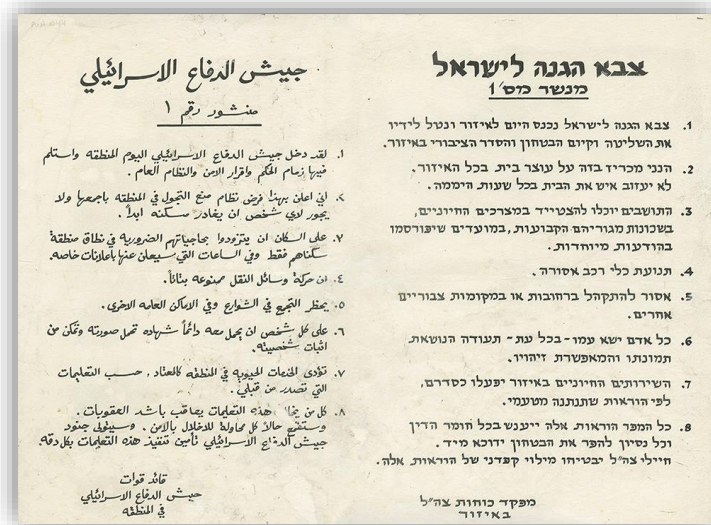 צבא הגנה לישראל
מנשר מס' 1
1. צבא הגנה לישראל נכנס היום לאיזור ונטל לידיו
את השליטה וקיום הבטחון והסדר הציבורי באיזור.
2. הנני מכריז בזה על עוצר בית בכל האיזור.
לא יעזוב איש את הבית בכל שעות היממה.
3. התושבים יוכלו להצטייד במצרכים החיוניים,
בשכונות מגוריהם הקבועות, במועדים שיפורסמו
בהודעות מיוחדות.
4. תנועת כלי רכב אסורה.
5. אסור להתקהל ברחובות או במקומות צבוריים
אחרים.
6. כל אדם ישא עמו - בכל עת - תעודה הנושאת
תמונתו והמאפשרת זיהויו.
7. השירותים החיוניים באיזור יפעלו כסדרם,
לפי הוראות שתנתנה מטעמי.
8. כל המפר הוראות אלה ייענש בכל חומר הדין
וכל נסיון להפר את הבטחון ידוכא מיד.
חיילי צה"ל יבטיחו מילוי קפדני של הוראות אלה.
מפקד כוחות צה"ל
באיזור
جيش الدفاع الاسرائيلي
منشور رقم ١
١. لقد دخل جيش الدفاع الاسرائيلي اليوم المنطقه واستلم
فيها زمام الحكم واقرار الامن والنظام العام.
٢. اني اعلن بهذا فرض نظام منع التجول في المنطقه باجمعها ولا
يجوز لاي شخص ان يغادر مسكنه ابداً.
٣. على السكان ان يتزودوا بحاجياتهم الضروريه في نطاق منطقة
سكناهم فقط وفي الساعات التي سيعلن عنها باعلانات خاصه.
٤. ان حركة وسائل النقل ممنوعه بتاتاً.
٥. يحظر التجمع في الشوارع وفي الاماكن العامه الاخرى.
٦. على كل شخص ان يحمل معه دائماً شهاده تحمل صورته وتمكن من
اثبات شخصيته.
٧. تؤدى الخدمات الحيويه في المنطقه كالمعتاد، حسب التعليمات
التي تصدر من قبلي.
٨. كل من يخالف هذه التعليمات يعاقب باشد العقوبات.
وستقمع حالاً كل محاولة للاخلال بالامن. وسيتولى جنود
جيش الدفاع الاسرائيلي تأمين تنفيذ هذه التعليمات بكل دقه.
قائد قوات
جيش الدفاع الاسرائيلي
في المنطقه